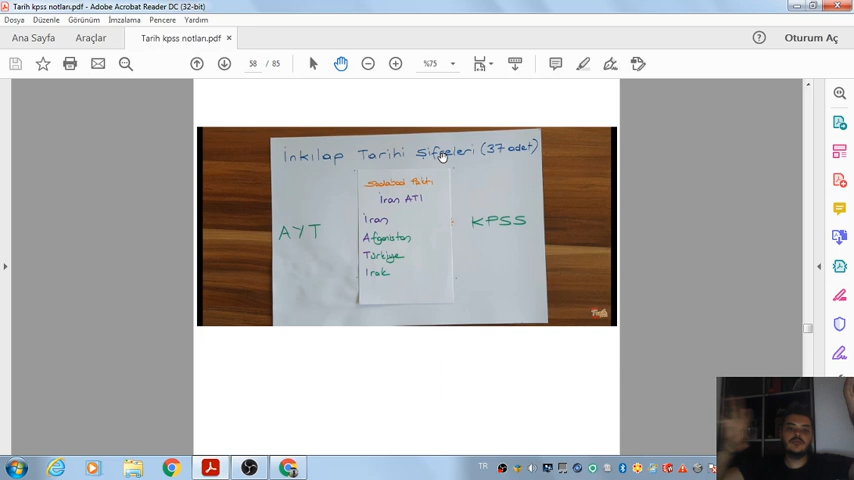 Tarih kpss notları.pdf - Adobe Acrobat Reader DC (32-bit)
Dosya Düzenle Görünüm İmzalama Pencere Yardım
Ana Sayfa Araçlar Tarih kpss notları.pdf × Oturum Aç
58 / 85 %75
İnkılap Tarihi Şifreleri (37 adet)
Sadabad Paktı
İran ATI
İran
AYT KPSS
Afganistan
Türkiye
Irak
TR